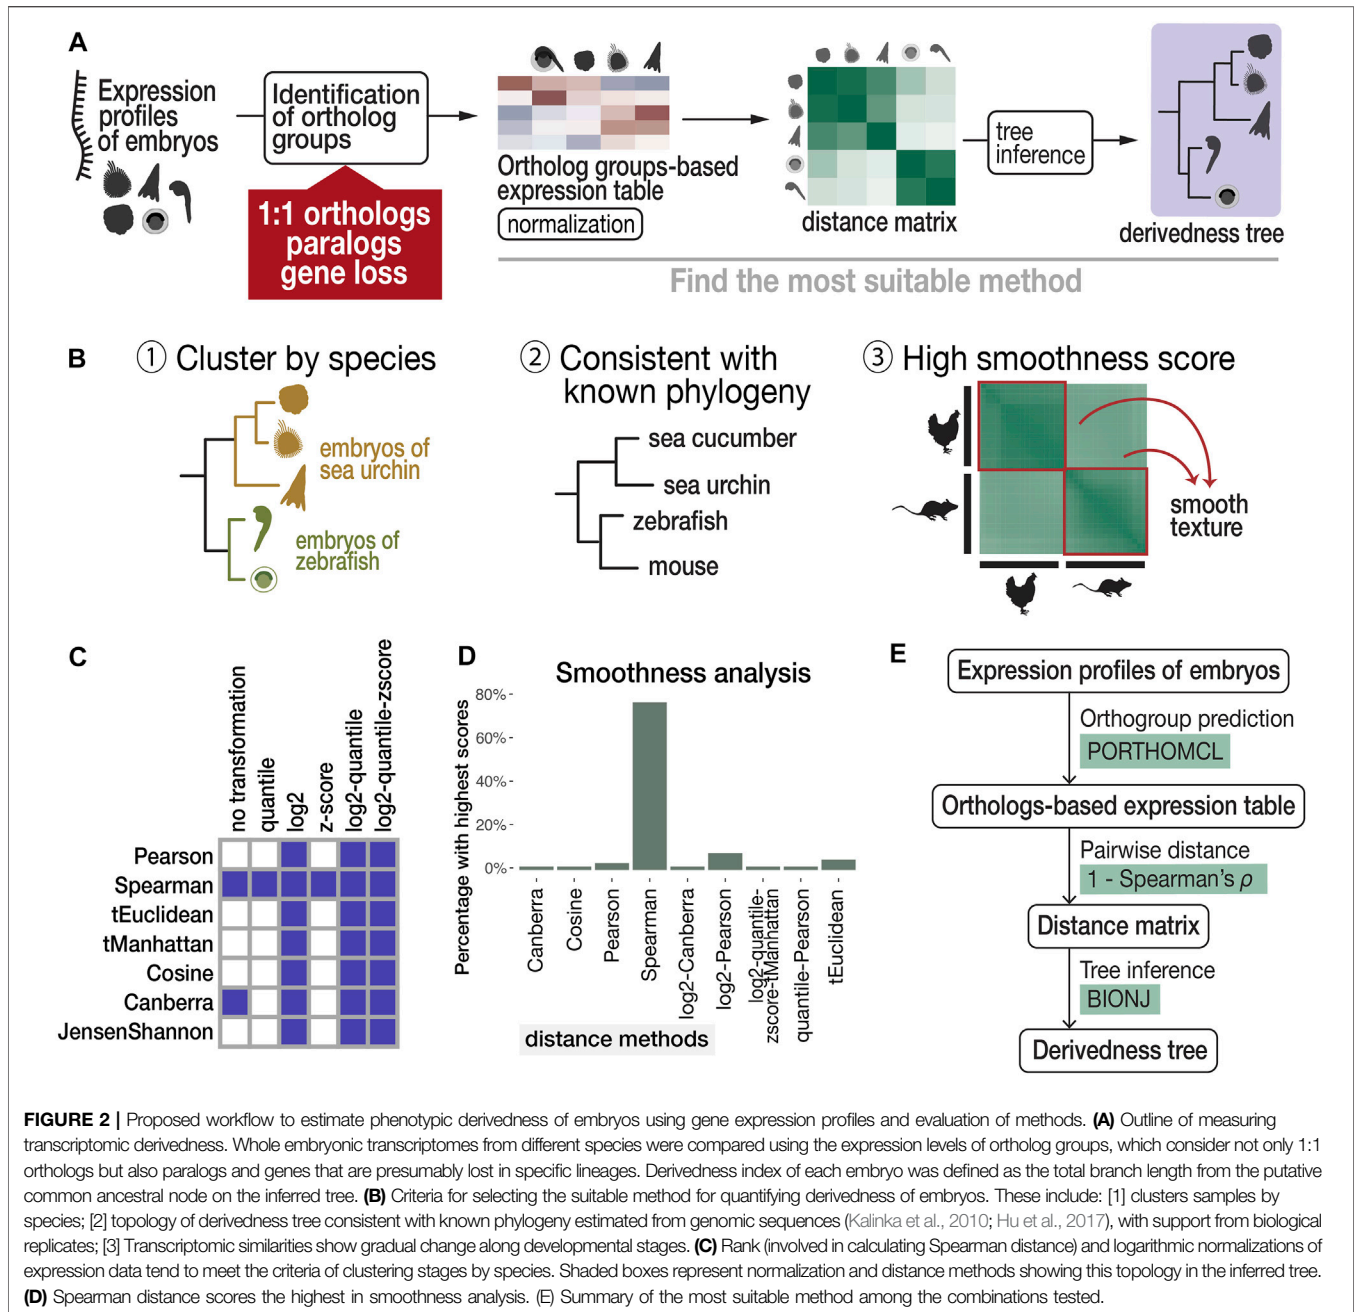 A
Expression
profiles
of embryos
Identification
of ortholog
groups
1:1 orthologs
paralogs
gene loss
Ortholog groups-based
expression table
normalization
distance matrix
tree
inference
derivedness tree
Find the most suitable method
B
1 Cluster by species
embryos of
sea urchin
embryos of
zebrafish
2 Consistent with
known phylogeny
sea cucumber
sea urchin
zebrafish
mouse
3 High smoothness score
smooth
texture
C
no transformation
quantile
log2
z-score
log2-quantile
log2-quantile-zscore
Pearson
Spearman
tEuclidean
tManhattan
Cosine
Canberra
JensenShannon
D
Smoothness analysis
Percentage with highest scores
80%
60%
40%
20%
0%
Canberra
Cosine
Pearson
Spearman
log2-Canberra
log2-Pearson
log2-quantile-
zscore-tManhattan
quantile-Pearson
tEuclidean
distance methods
E
Expression profiles of embryos
Orthogroup prediction
PORTHOMCL
Orthologs-based expression table
Pairwise distance
1 - Spearman's ρ
Distance matrix
Tree inference
BIONJ
Derivedness tree
FIGURE 2 | Proposed workflow to estimate phenotypic derivedness of embryos using gene expression profiles and evaluation of methods. (A) Outline of measuring
transcriptomic derivedness. Whole embryonic transcriptomes from different species were compared using the expression levels of ortholog groups, which consider not only 1:1
orthologs but also paralogs and genes that are presumably lost in specific lineages. Derivedness index of each embryo was defined as the total branch length from the putative
common ancestral node on the inferred tree. (B) Criteria for selecting the suitable method for quantifying derivedness of embryos. These include: [1] clusters samples by
species; [2] topology of derivedness tree consistent with known phylogeny estimated from genomic sequences (Kalinka et al., 2010; Hu et al., 2017), with support from biological
replicates; [3] Transcriptomic similarities show gradual change along developmental stages. (C) Rank (involved in calculating Spearman distance) and logarithmic normalizations of
expression data tend to meet the criteria of clustering stages by species. Shaded boxes represent normalization and distance methods showing this topology in the inferred tree.
(D) Spearman distance scores the highest in smoothness analysis. (E) Summary of the most suitable method among the combinations tested.